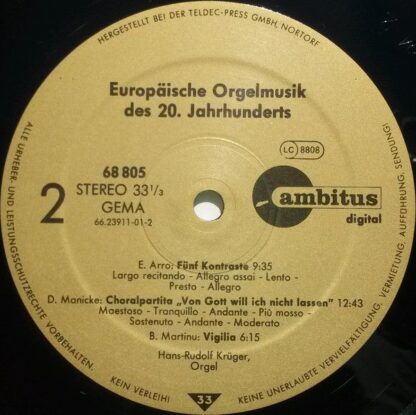 HERGESTELLT BEI DER TELDEC-PRESS GMBH, NORTORF
Europäische Orgelmusik
des 20. Jahrhunderts
68 805
STEREO 33 1/3
GEMA
66.23911-01-2
2
LC 8808
ambitus
digital
E. Arro: Fünf Kontraste 9:35
Largo recitando - Allegro assai - Lento -
Presto - Allegro
D. Manicke: Choralpartita „Von Gott will ich nicht lassen" 12:43
Maestoso - Tranquillo - Andante - Più mosso -
Sostenuto - Andante - Moderato
B. Martinu: Vigilia 6:15
Hans-Rudolf Krüger,
Orgel
ALLE URHEBER- UND LEISTUNGSSCHUTZRECHTE VORBEHALTEN.
KEIN VERLEIH!
33
KEINE UNERLAUBTE VERVIELFÄLTIGUNG, VERMIETUNG, AUFFÜHRUNG, SENDUNG!